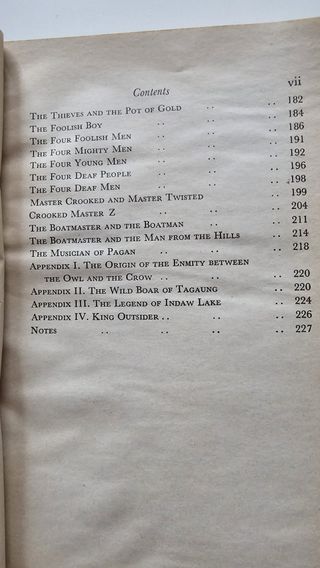 Contents vii
The Thieves and the Pot of Gold .. .. 182
The Foolish Boy .. .. 184
The Four Foolish Men .. .. 186
The Four Mighty Men .. .. 191
The Four Young Men .. .. 192
The Four Deaf People .. .. 196
The Four Deaf Men .. .. 198
Master Crooked and Master Twisted .. 199
Crooked Master Z .. .. 204
The Boatmaster and the Boatman .. .. 211
The Boatmaster and the Man from the Hills .. 214
The Musician of Pagan .. .. 218
Appendix I. The Origin of the Enmity between
the Owl and the Crow .. .. .. 220
Appendix II. The Wild Boar of Tagaung .. 220
Appendix III. The Legend of Indaw Lake .. 224
Appendix IV. King Outsider .. .. .. 226
Notes .. .. .. .. 227